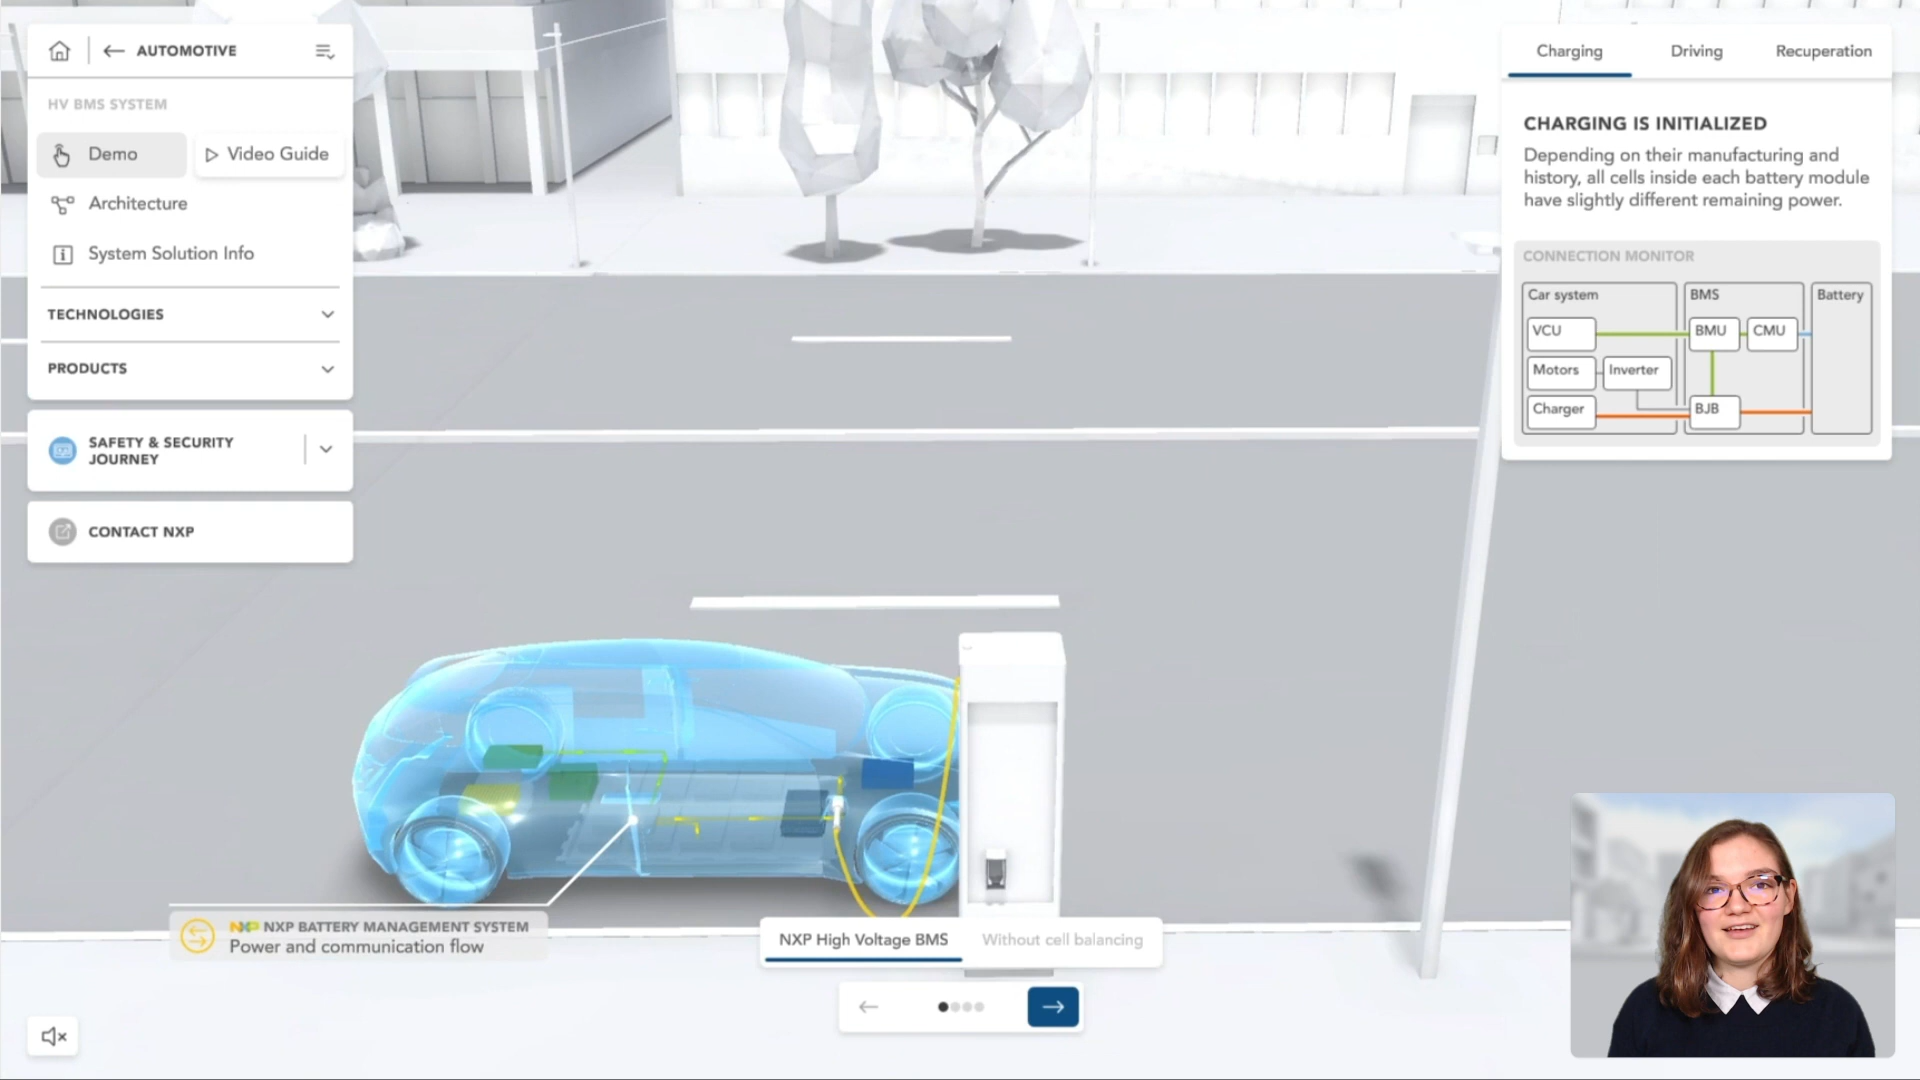 AUTOMOTIVE
HV BMS SYSTEM
Demo
Video Guide
Architecture
System Solution Info
TECHNOLOGIES
PRODUCTS
SAFETY & SECURITY
JOURNEY
CONTACT NXP
Charging
Driving
Recuperation
CHARGING IS INITIALIZED
Depending on their manufacturing and
history, all cells inside each battery module
have slightly different remaining power.
CONNECTION MONITOR
Car system
BMS
Battery
VCU
BMU
CMU
Motors
Inverter
Charger
BJB
NXP NXP BATTERY MANAGEMENT SYSTEM
Power and communication flow
NXP High Voltage BMS
Without cell balancing